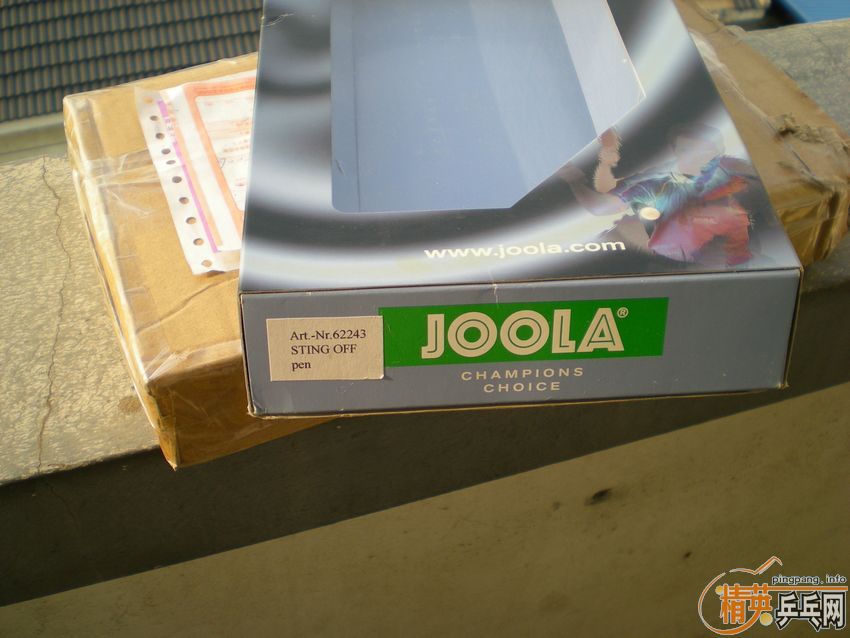 www.joola.com
Art.-Nr.62243
STING OFF
pen
JOOLA®
CHAMPIONS
CHOICE
pingpang.info
精英乒乓网